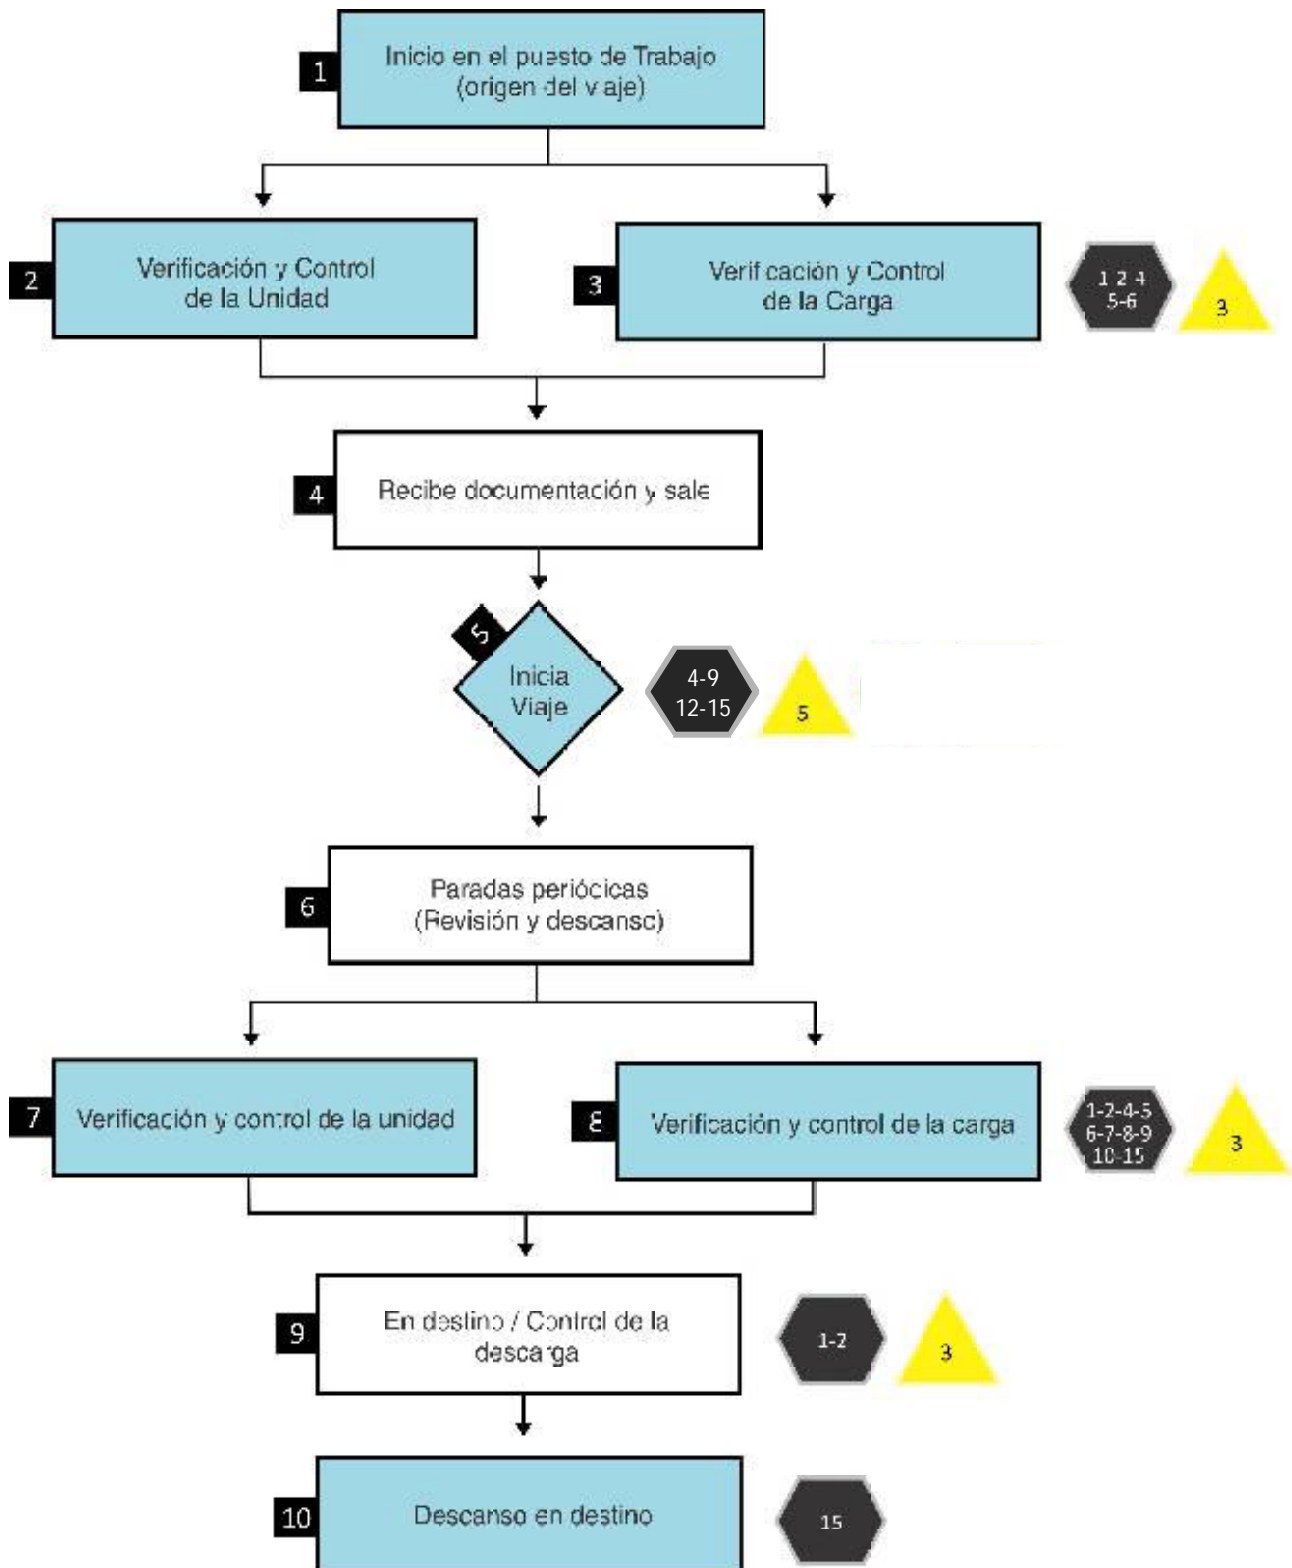 1
Inicio en el puesto de Trabajo
(origen del viaje)
2
Verificación y Control
de la Unidad
3
Verificación y Control
de la Carga
1 2 4
5-6
3
4
Recibe documentación y sale
5
Inicia
Viaje
4-9
12-15
5
6
Paradas periódicas
(Revisión y descanso)
7
Verificación y control de la unidad
8
Verificación y control de la carga
1-2-4-5
6-7-8-9
10-15
3
9
En destino / Control de la
descarga
1-2
3
10
Descanso en destino
15